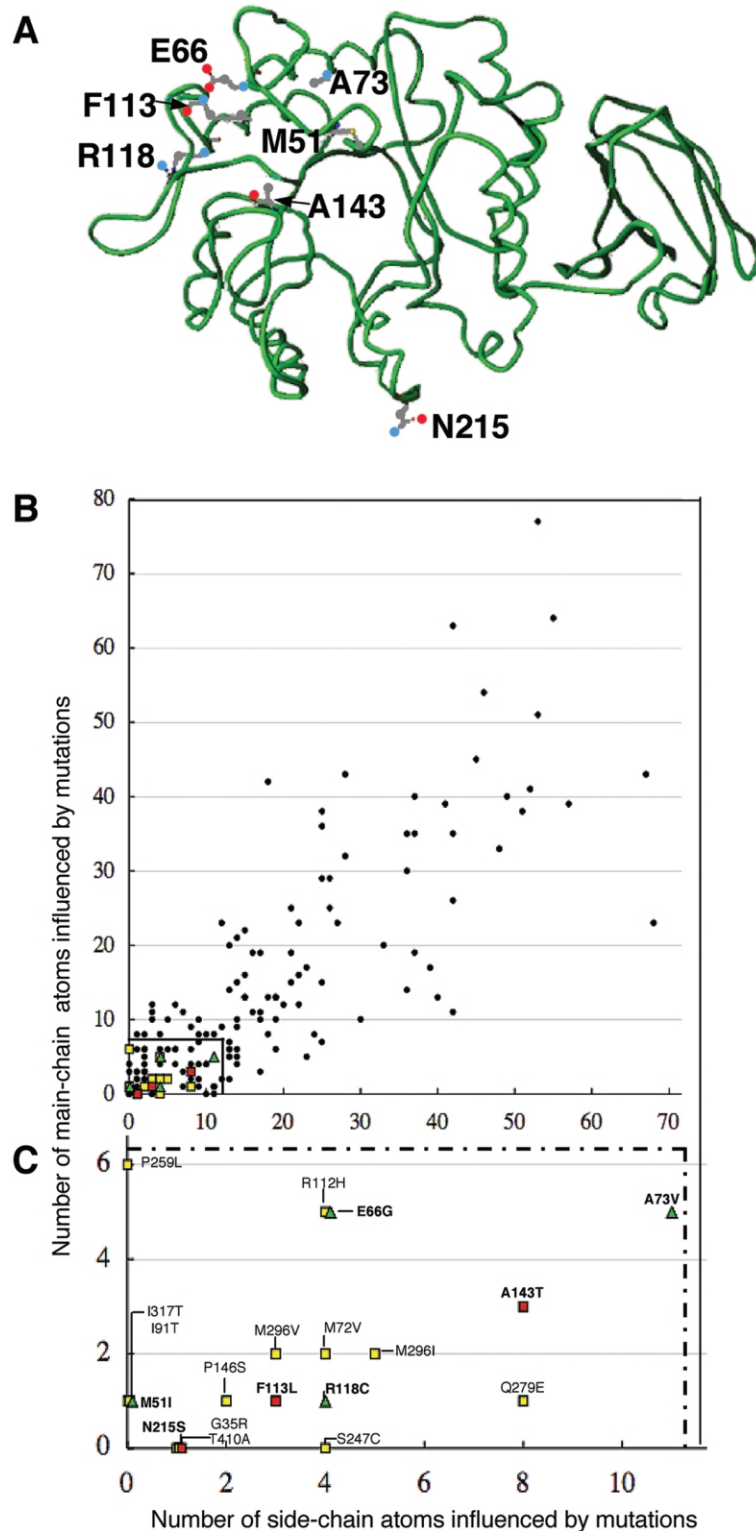 A
E66
A73
F113
M51
R118
A143
N215
B
80
70
60
50
40
30
20
10
0
0 10 20 30 40 50 60 70
Number of main-chain atoms influenced by mutations
C
6
4
2
0
P259L
R112H
E66G
A73V
A143T
I317T
I91T
M296V
M72V
M296I
P146S
F113L
R118C
Q279E
M51I
N215S
G35R
T410A
S247C
0 2 4 6 8 10
Number of side-chain atoms influenced by mutations